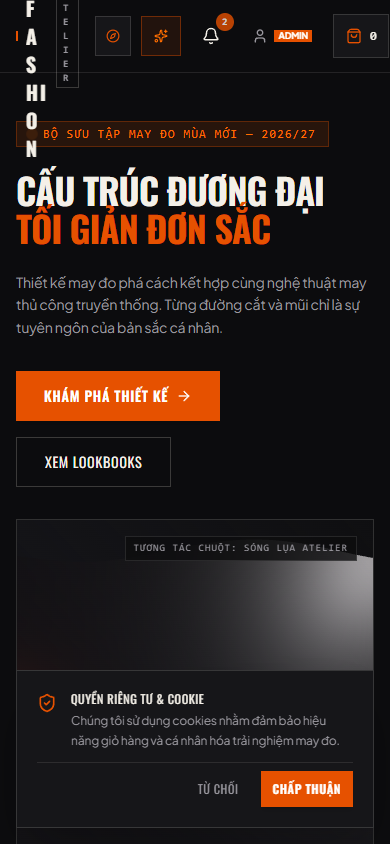 FASHION
ATELIER
2
ADMIN
0
BỘ SƯU TẬP MAY ĐO MÙA MỚI — 2026/27
CẤU TRÚC ĐƯƠNG ĐẠI
TỐI GIẢN ĐƠN SẮC
Thiết kế may đo phá cách kết hợp cùng nghệ thuật may
thủ công truyền thống. Từng đường cắt và mũi chỉ là sự
tuyên ngôn của bản sắc cá nhân.
KHÁM PHÁ THIẾT KẾ →
XEM LOOKBOOKS
TƯƠNG TÁC CHUỘT: SÓNG LỤA ATELIER
QUYỀN RIÊNG TƯ & COOKIE
Chúng tôi sử dụng cookies nhằm đảm bảo hiệu
năng giỏ hàng và cá nhân hóa trải nghiệm may đo.
TỪ CHỐI
CHẤP THUẬN